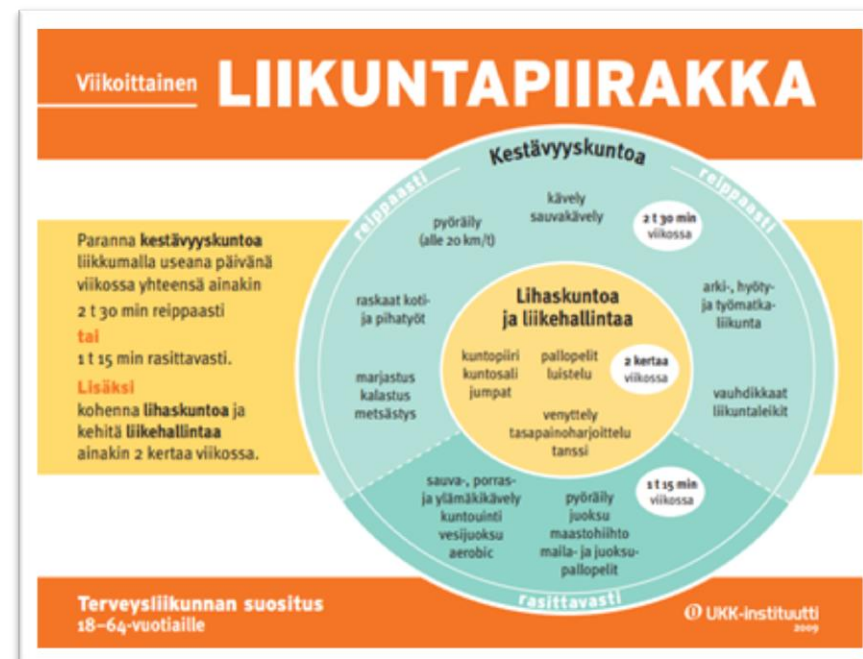 Viikoittainen LIIKUNTAPIIRAKKA
Paranna kestävyyskuntoa
liikkumalla useana päivänä
viikossa yhteensä ainakin
2 t 30 min reippaasti
tai
1 t 15 min rasittavasti.
Lisäksi
kohenna lihaskuntoa ja
kehitä liikehallintaa
ainakin 2 kertaa viikossa.
Kestävyyskuntoa
reippaasti
reippaasti
kävely
sauvakävely
2 t 30 min
viikossa
pyöräily
(alle 20 km/t)
raskaat koti-
ja pihatyöt
arki-, hyöty-
ja työmatka-
liikunta
marjastus
kalastus
metsästys
vauhdikkaat
liikuntaleikit
Lihaskuntoa
ja liikehallintaa
kuntopiiri
kuntosali
jumpat
pallopelit
luistelu
2 kertaa
viikossa
venyttely
tasapainoharjoittelu
tanssi
sauva-, porras-
ja ylämäkikävely
kuntouinti
vesijuoksu
aerobic
pyöräily
juoksu
maastohiihto
maila- ja juoksu-
pallopelit
1 t 15 min
viikossa
rasittavasti
Terveysliikunnan suositus
18–64-vuotiaille
UKK-instituutti
2009